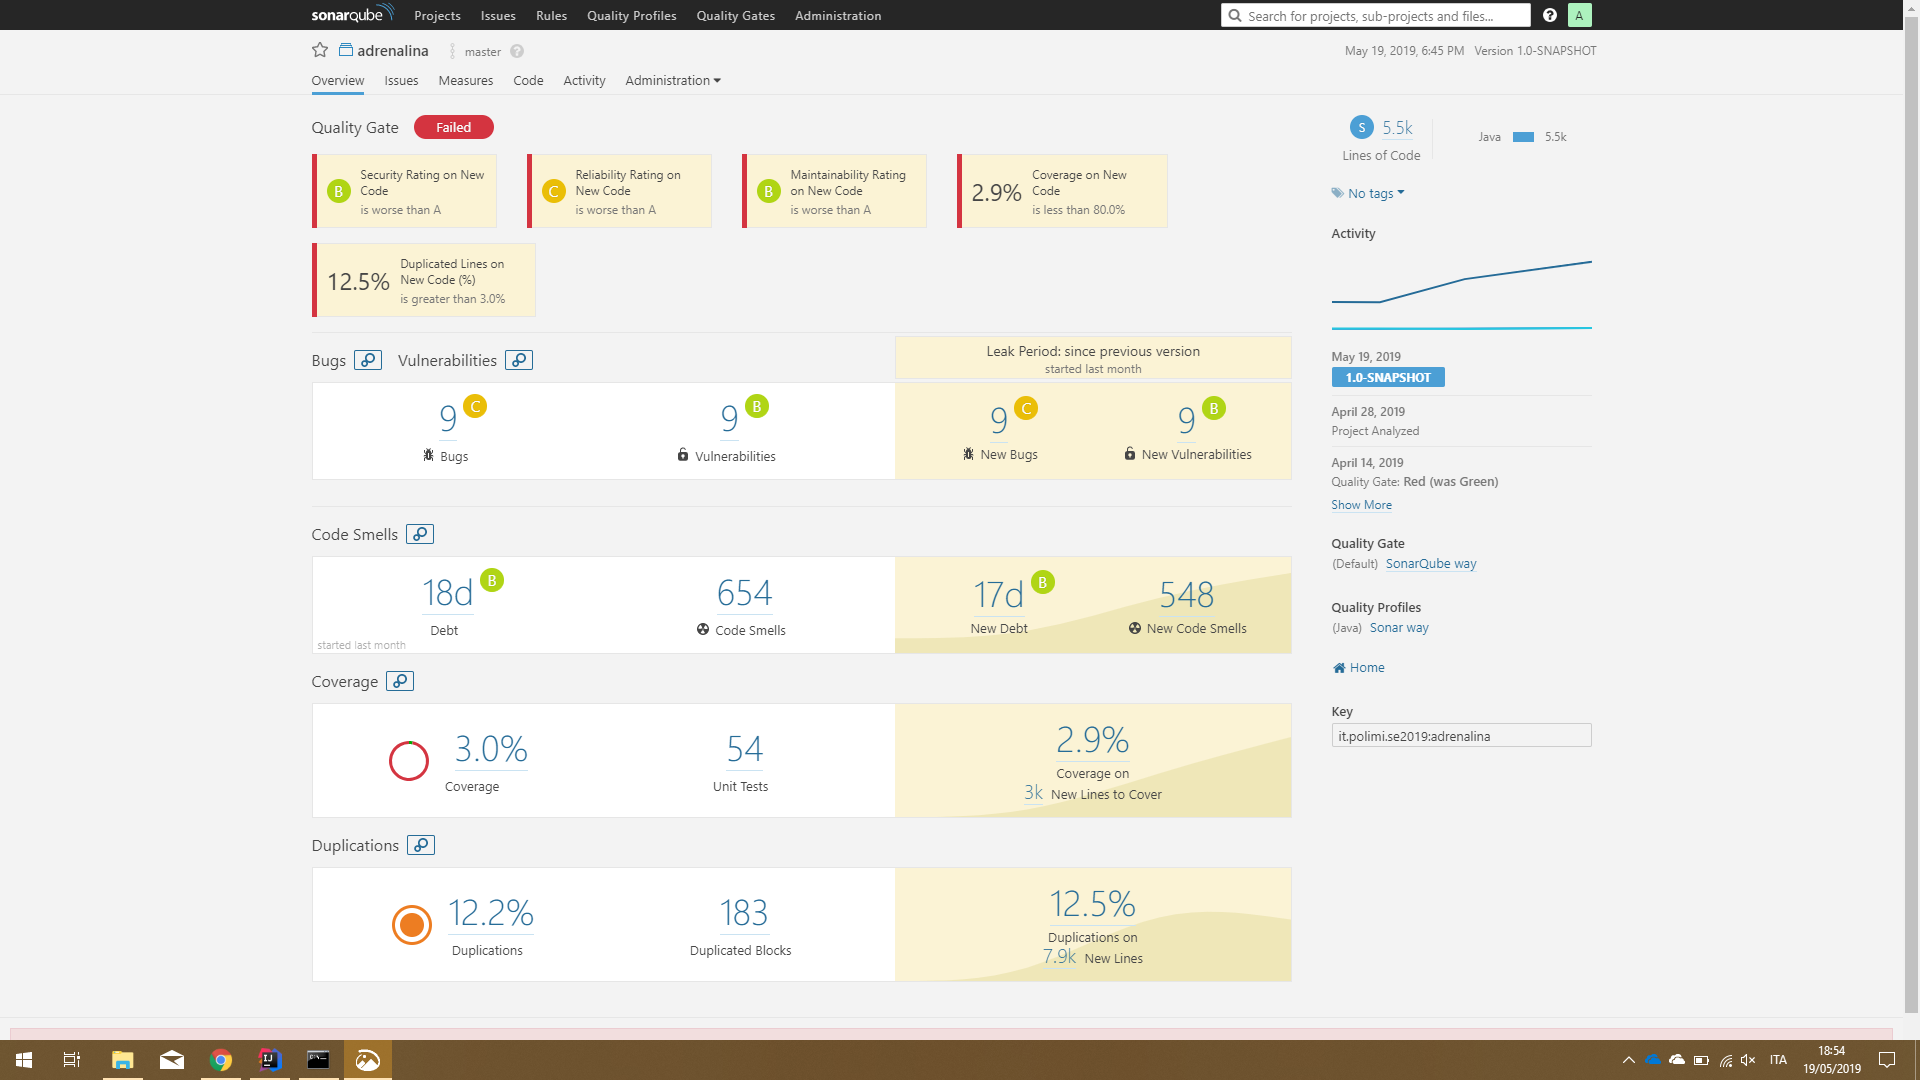 sonarqube Projects Issues Rules Quality Profiles Quality Gates Administration Search for projects, sub-projects and files... ? A
adrenalina master ? May 19, 2019, 6:45 PM Version 1.0-SNAPSHOT
Overview Issues Measures Code Activity Administration
Quality Gate Failed
B Security Rating on New Code
is worse than A
C Reliability Rating on New Code
is worse than A
B Maintainability Rating on New Code
is worse than A
2.9% Coverage on New Code
is less than 80.0%
12.5% Duplicated Lines on New Code (%)
is greater than 3.0%
Bugs Vulnerabilities
Leak Period: since previous version
started last month
9 C
Bugs
9 B
Vulnerabilities
9 C
New Bugs
9 B
New Vulnerabilities
Code Smells
18d B
Debt
started last month
654
Code Smells
17d B
New Debt
548
New Code Smells
Coverage
3.0%
Coverage
54
Unit Tests
2.9%
Coverage on
3k New Lines to Cover
Duplications
12.2%
Duplications
183
Duplicated Blocks
12.5%
Duplications on
7.9k New Lines
S 5.5k
Lines of Code
Java 5.5k
No tags
Activity
May 19, 2019
1.0-SNAPSHOT
April 28, 2019
Project Analyzed
April 14, 2019
Quality Gate: Red (was Green)
Show More
Quality Gate
(Default) SonarQube way
Quality Profiles
(Java) Sonar way
Home
Key
it.polimi.se2019:adrenalina
IJ
C:\.
ITA
18:54
19/05/2019